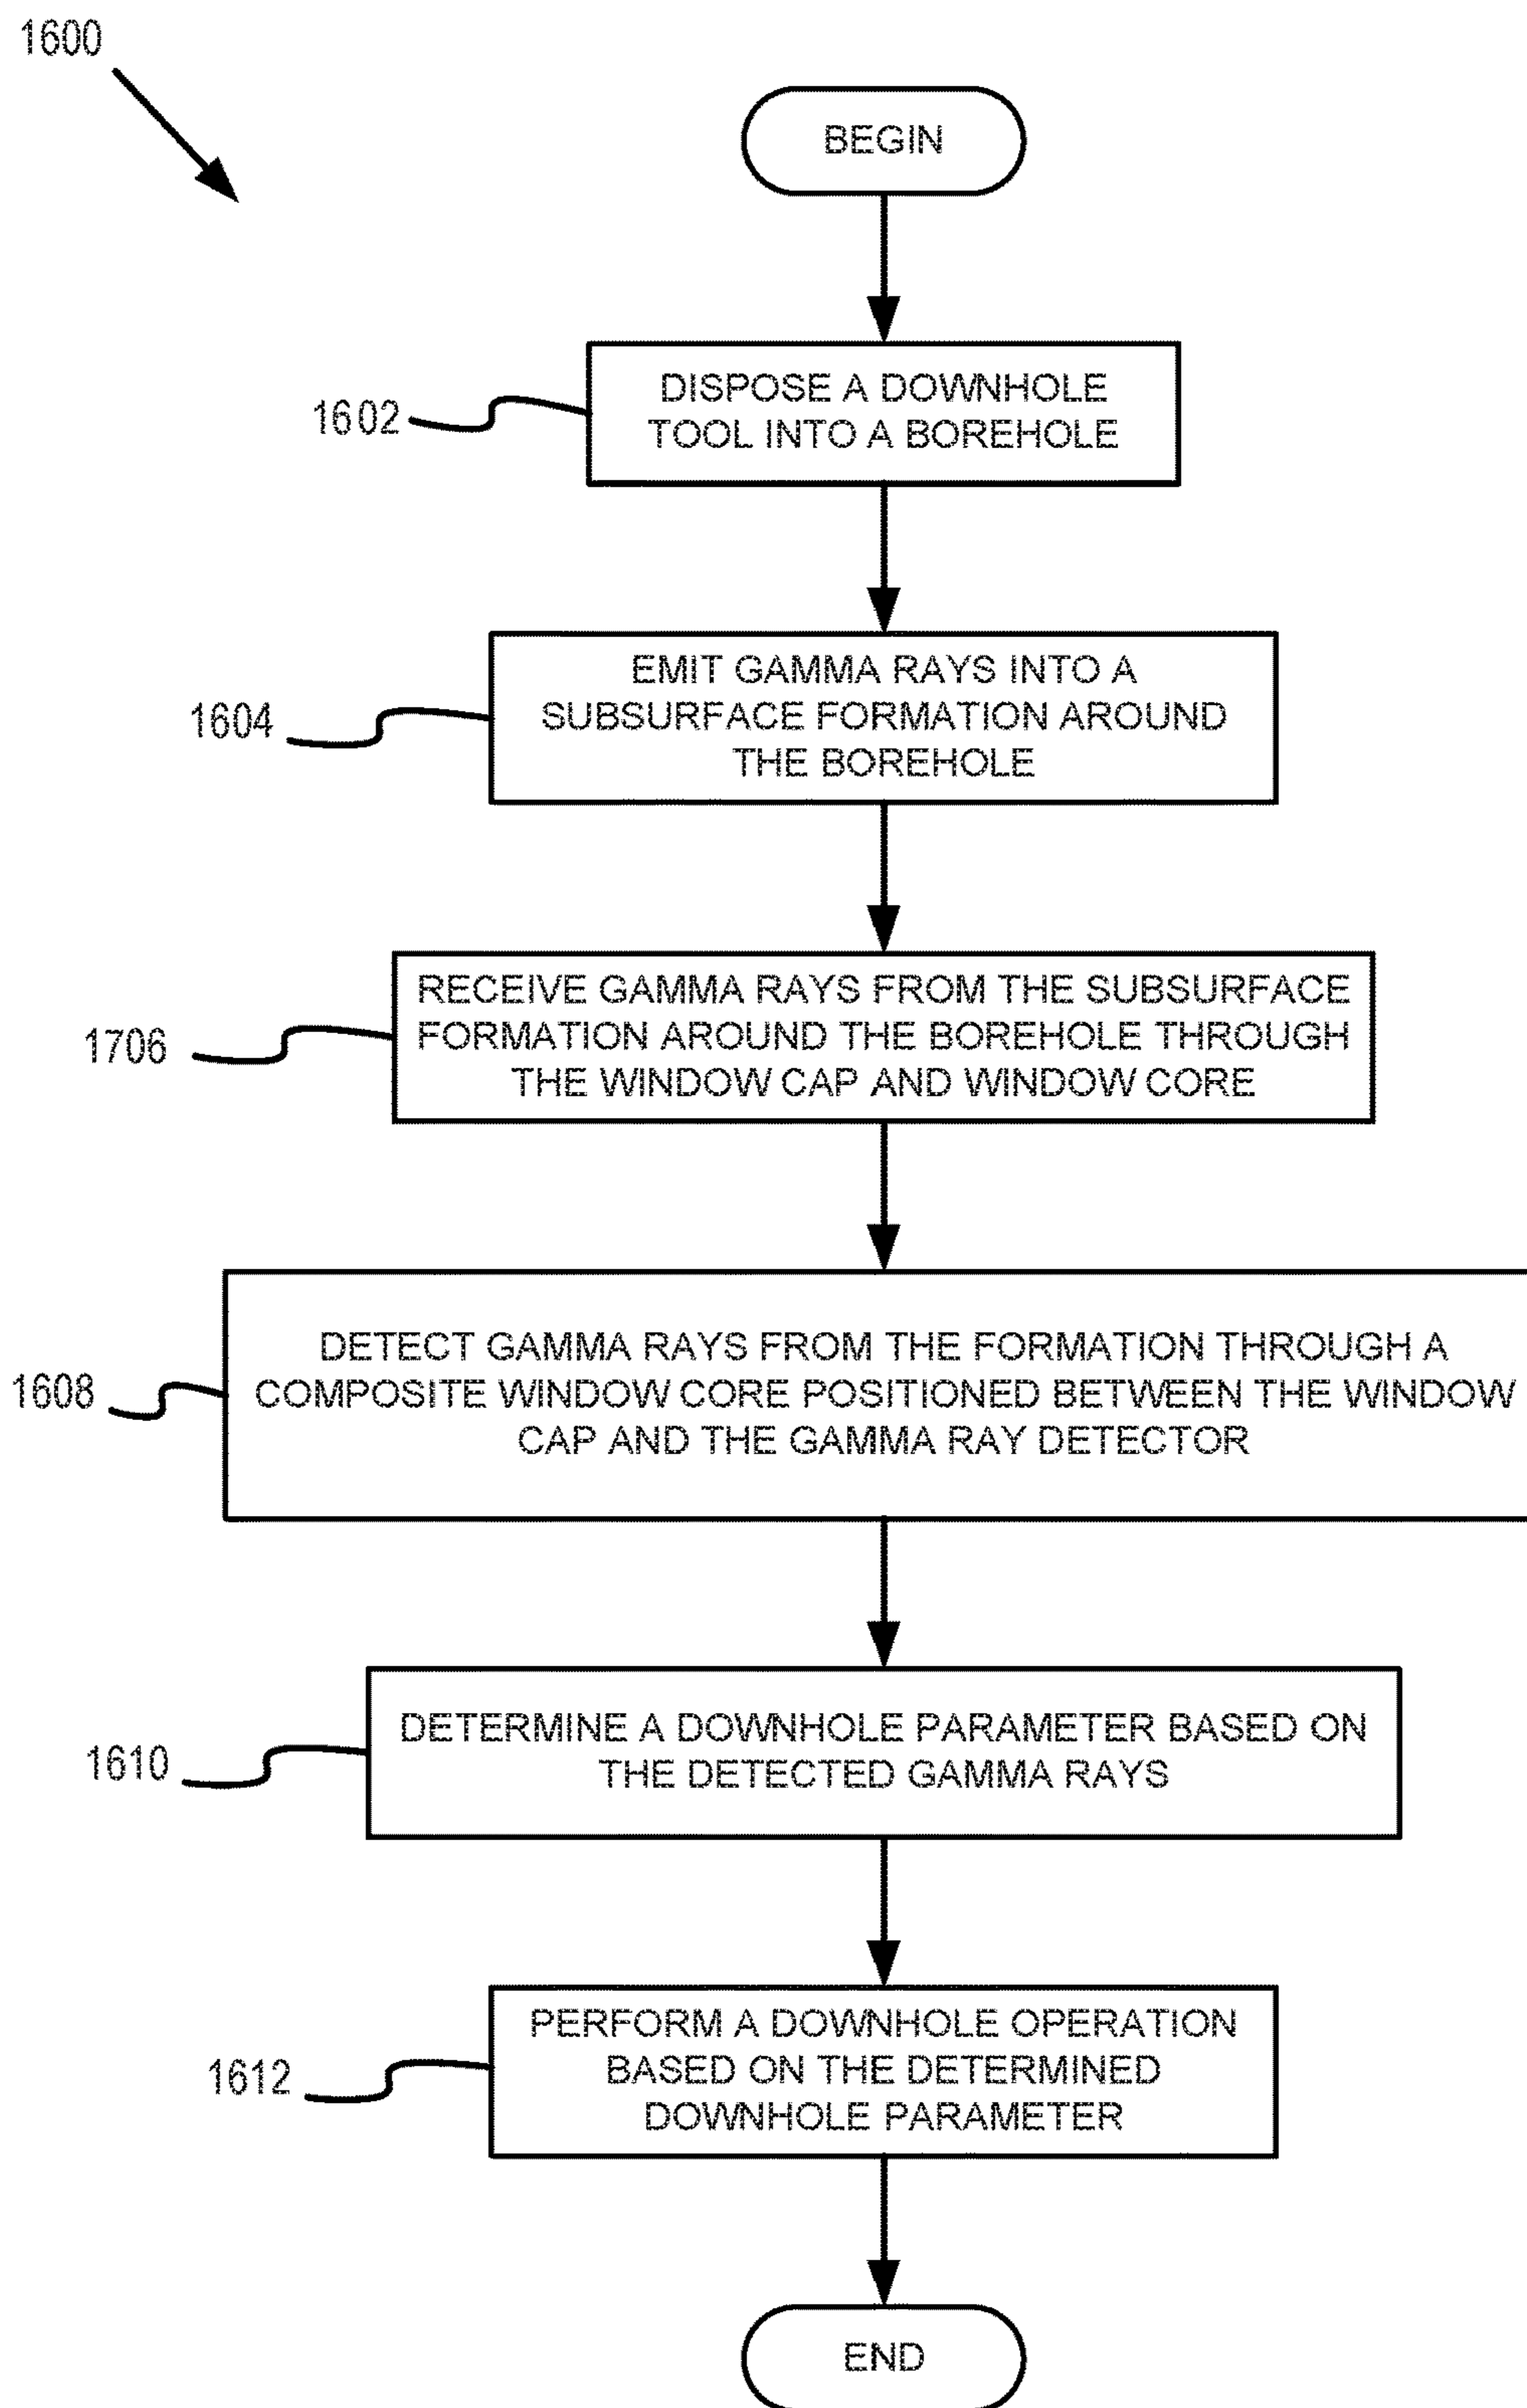 1600
BEGIN
1602
DISPOSE A DOWNHOLE
TOOL INTO A BOREHOLE
1604
EMIT GAMMA RAYS INTO A
SUBSURFACE FORMATION AROUND
THE BOREHOLE
1706
RECEIVE GAMMA RAYS FROM THE SUBSURFACE
FORMATION AROUND THE BOREHOLE THROUGH
THE WINDOW CAP AND WINDOW CORE
1608
DETECT GAMMA RAYS FROM THE FORMATION THROUGH A
COMPOSITE WINDOW CORE POSITIONED BETWEEN THE WINDOW
CAP AND THE GAMMA RAY DETECTOR
1610
DETERMINE A DOWNHOLE PARAMETER BASED ON
THE DETECTED GAMMA RAYS
1612
PERFORM A DOWNHOLE OPERATION
BASED ON THE DETERMINED
DOWNHOLE PARAMETER
END